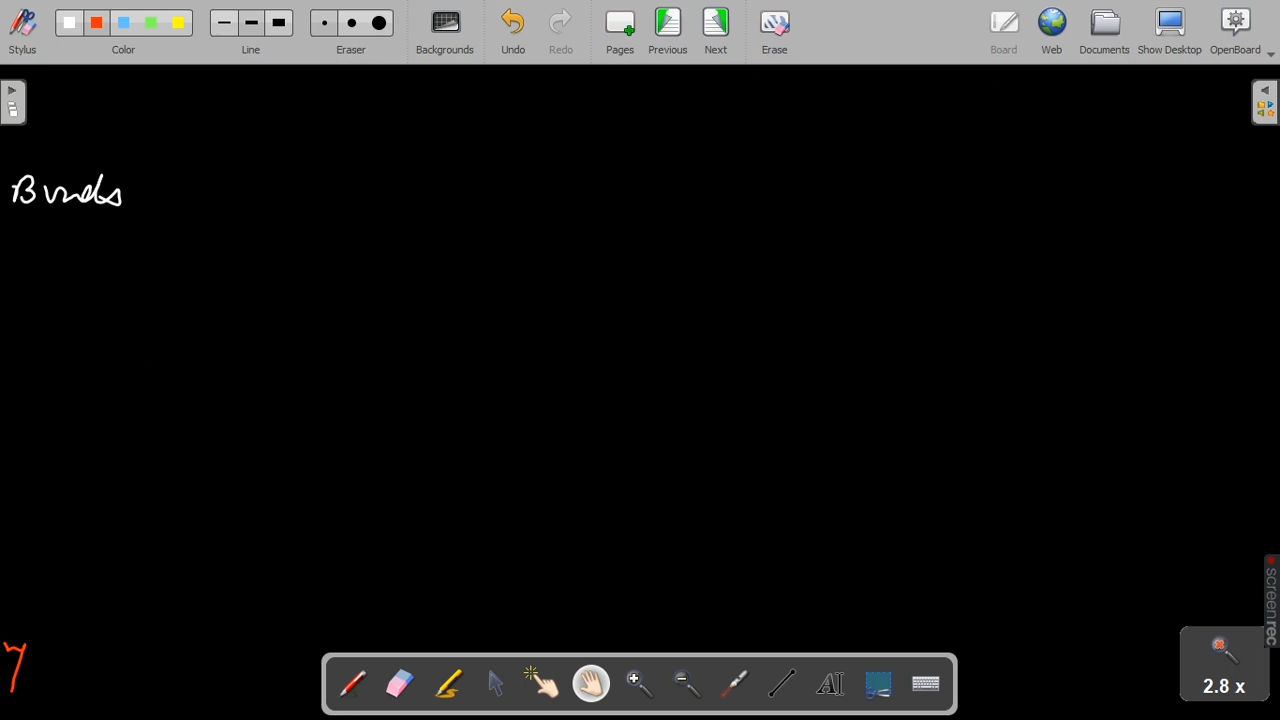 Stylus
Color
Line
Eraser
Backgrounds
Undo
Redo
Pages
Previous
Next
Erase
Board
Web
Documents
Show Desktop
OpenBoard
7
AI
screenrec
2.8 x